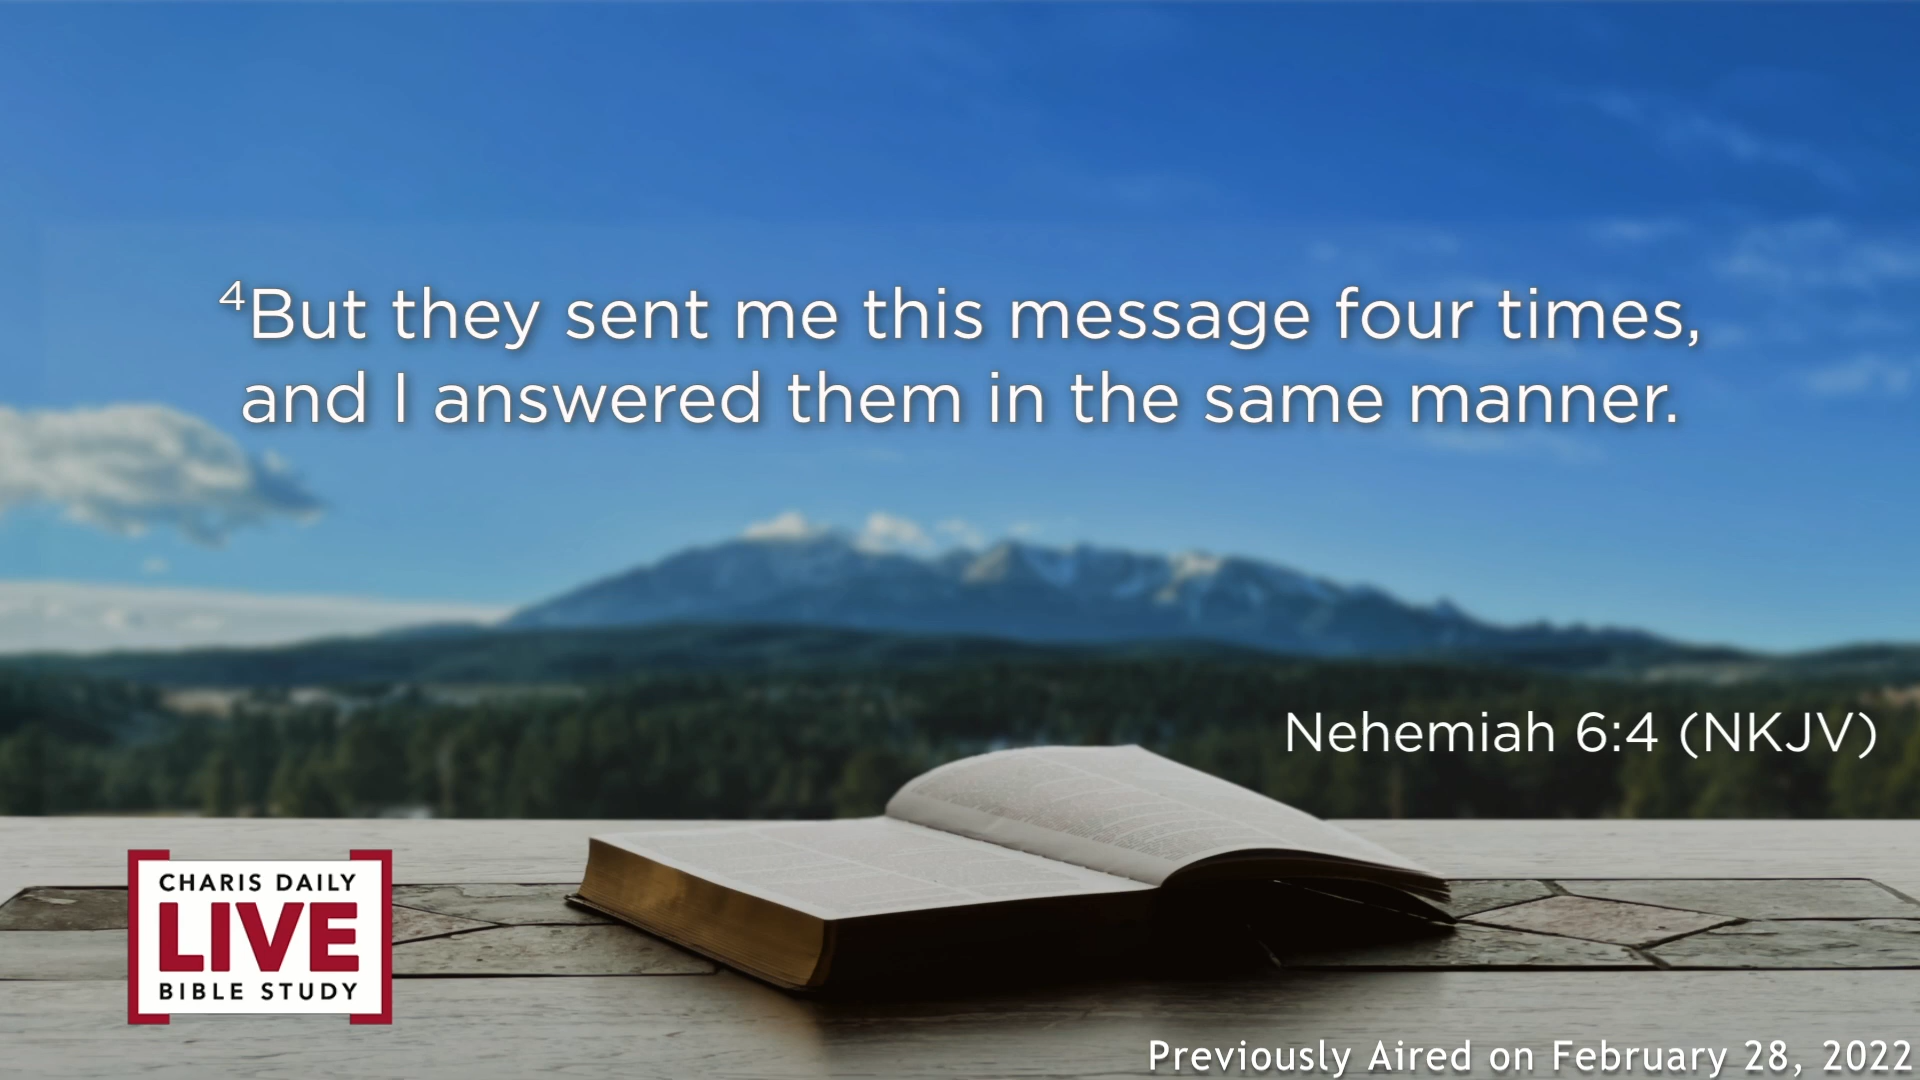 ⁴But they sent me this message four times,
and I answered them in the same manner.
Nehemiah 6:4 (NKJV)
CHARIS DAILY
LIVE
BIBLE STUDY
Previously Aired on February 28, 2022